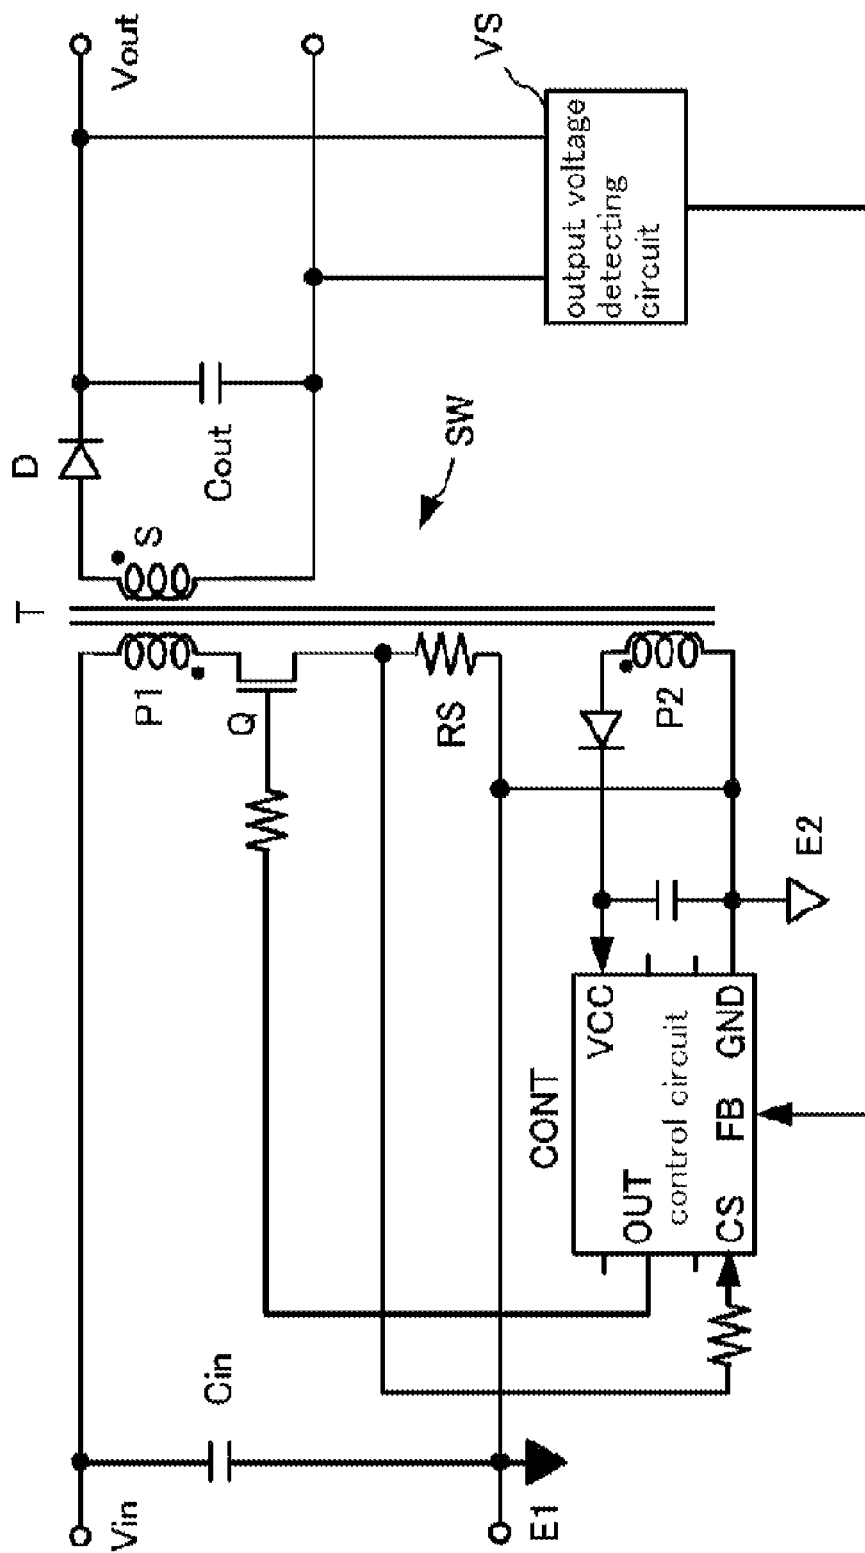 T
D
Vout
Vin
Cin
P1
S
Cout
Q
SW
RS
E1
CONT
VS
output voltage
detecting
circuit
P2
VCC
OUT
control circuit
CS
FB
GND
E2